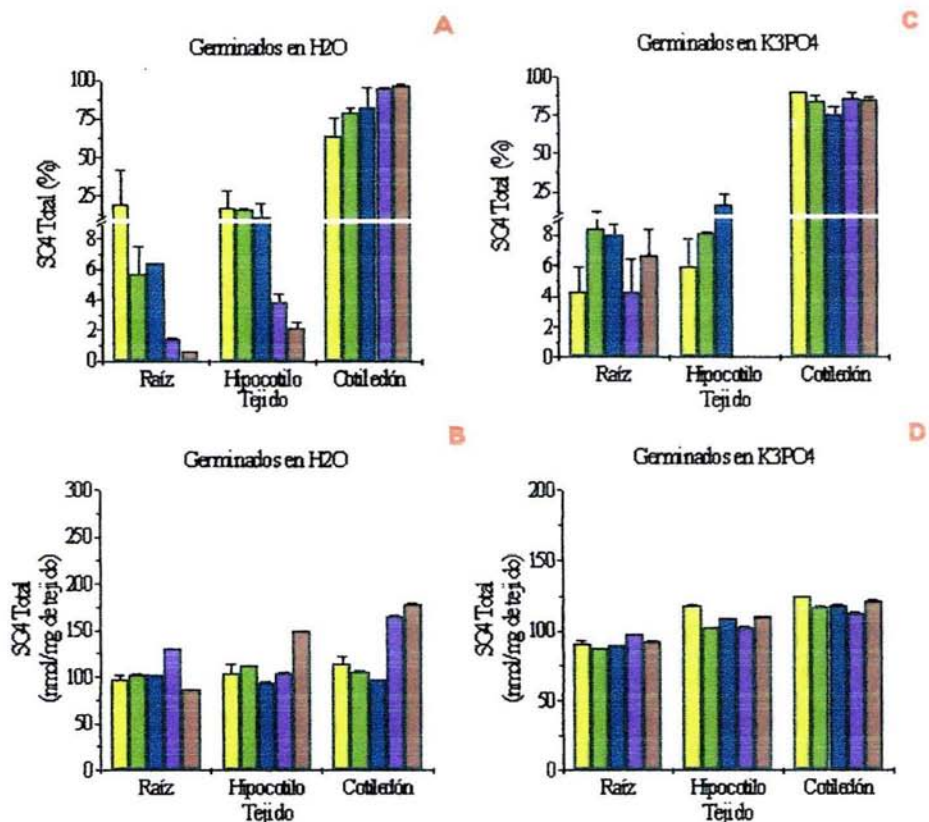 A
Germinados en H2O
SO4 Total (%)
100
75
50
25
8
6
4
2
0
Raíz Hipocotilo Cotiledón
Tejido
C
Germinados en K3PO4
SO4 Total (%)
100
75
50
25
8
6
4
2
0
Raíz Hipocotilo Cotiledón
Tejido
B
Germinados en H2O
SO4 Total
(nmol/mg de tejido)
300
250
200
150
100
50
0
Raíz Hipocotilo Cotiledón
Tejido
D
Germinados en K3PO4
SO4 Total
(nmol/mg de tejido)
200
150
100
50
0
Raíz Hipocotilo Cotiledón
Tejido